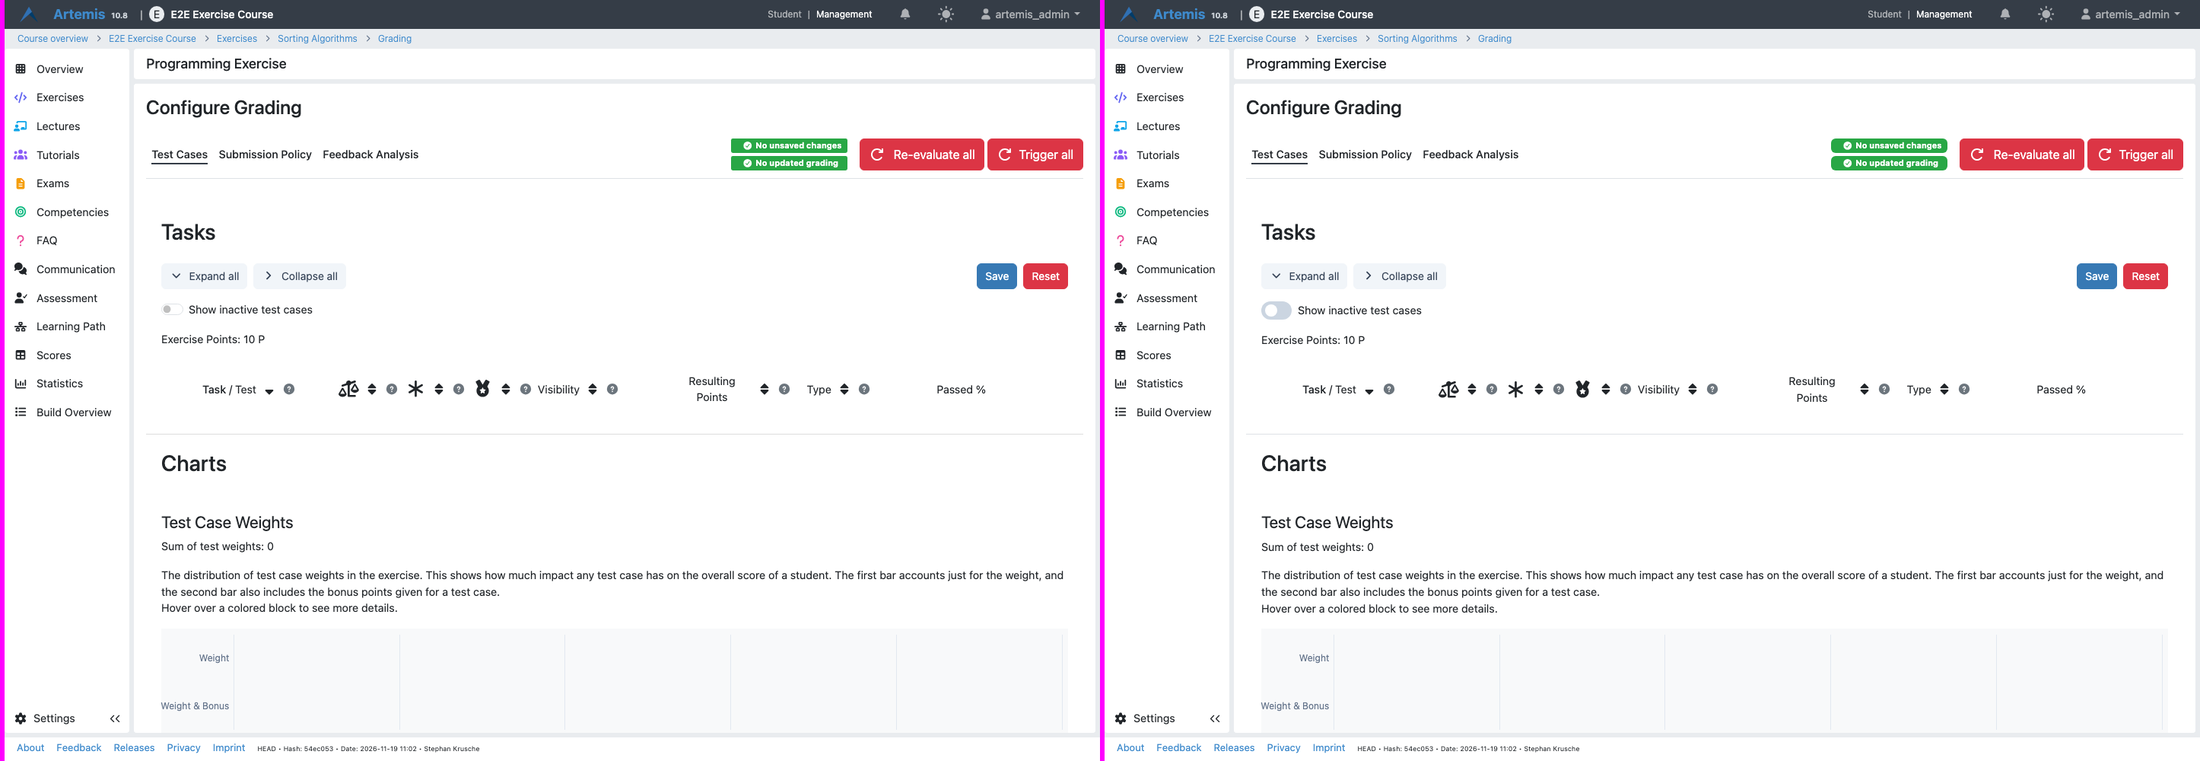 Artemis 10.8 | E E2E Exercise Course Student | Management artemis_admin
Course overview > E2E Exercise Course > Exercises > Sorting Algorithms > Grading
Overview
Exercises
Lectures
Tutorials
Exams
Competencies
FAQ
Communication
Assessment
Learning Path
Scores
Statistics
Build Overview
Settings
Programming Exercise
Configure Grading
Test Cases Submission Policy Feedback Analysis
No unsaved changes
No updated grading
Re-evaluate all Trigger all
Tasks
Expand all Collapse all Save Reset
Show inactive test cases
Exercise Points: 10 P
Task / Test Visibility Resulting Points Type Passed %
Charts
Test Case Weights
Sum of test weights: 0
The distribution of test case weights in the exercise. This shows how much impact any test case has on the overall score of a student. The first bar accounts just for the weight, and
the second bar also includes the bonus points given for a test case.
Hover over a colored block to see more details.
Weight
Weight & Bonus
About Feedback Releases Privacy Imprint HEAD • Hash: 54ec053 • Date: 2026-11-19 11:02 • Stephan Krusche
Artemis 10.8 | E E2E Exercise Course Student | Management artemis_admin
Course overview > E2E Exercise Course > Exercises > Sorting Algorithms > Grading
Overview
Exercises
Lectures
Tutorials
Exams
Competencies
FAQ
Communication
Assessment
Learning Path
Scores
Statistics
Build Overview
Settings
Programming Exercise
Configure Grading
Test Cases Submission Policy Feedback Analysis
No unsaved changes
No updated grading
Re-evaluate all Trigger all
Tasks
Expand all Collapse all Save Reset
Show inactive test cases
Exercise Points: 10 P
Task / Test Visibility Resulting Points Type Passed %
Charts
Test Case Weights
Sum of test weights: 0
The distribution of test case weights in the exercise. This shows how much impact any test case has on the overall score of a student. The first bar accounts just for the weight, and
the second bar also includes the bonus points given for a test case.
Hover over a colored block to see more details.
Weight
Weight & Bonus
About Feedback Releases Privacy Imprint HEAD • Hash: 54ec053 • Date: 2026-11-19 11:02 • Stephan Krusche